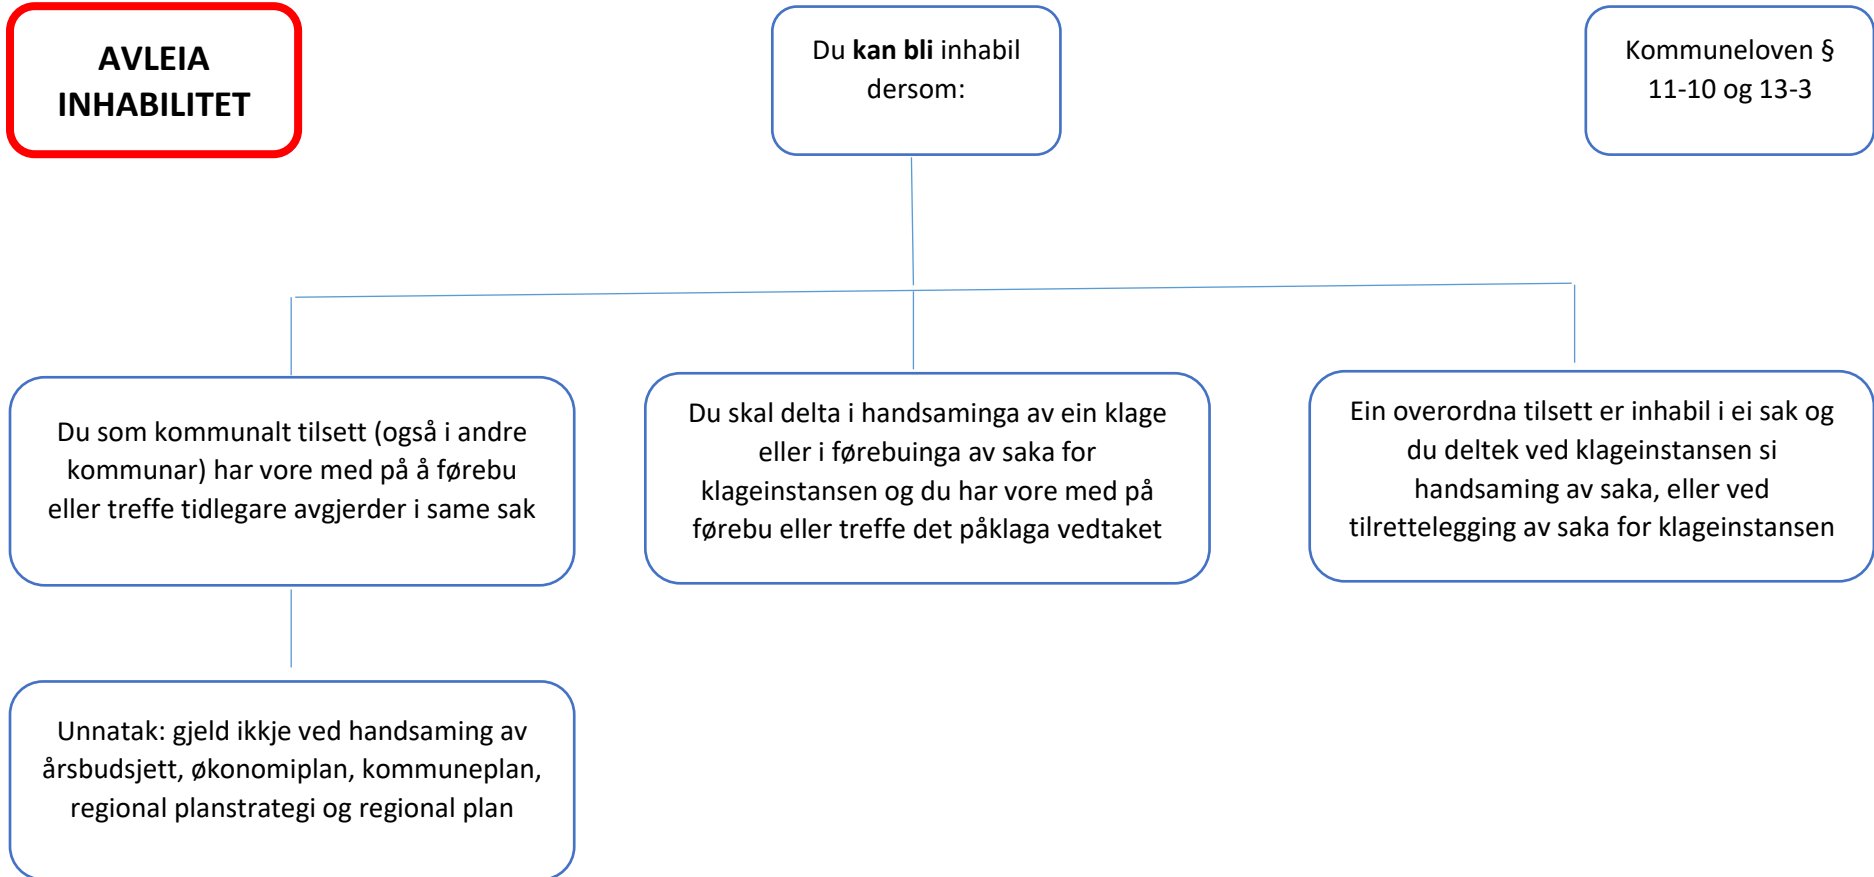 AVLEIA
INHABILITET
Du kan bli inhabil
dersom:
Kommuneloven §
11-10 og 13-3
Du som kommunalt tilsett (også i andre
kommunar) har vore med på å førebu
eller treffe tidlegare avgjerder i same sak
Du skal delta i handsaminga av ein klage
eller i førebuinga av saka for
klageinstansen og du har vore med på
førebu eller treffe det påklaga vedtaket
Ein overordna tilsett er inhabil i ei sak og
du deltek ved klageinstansen si
handsaming av saka, eller ved
tilrettelegging av saka for klageinstansen
Unnatak: gjeld ikkje ved handsaming av
årsbudsjett, økonomiplan, kommuneplan,
regional planstrategi og regional plan